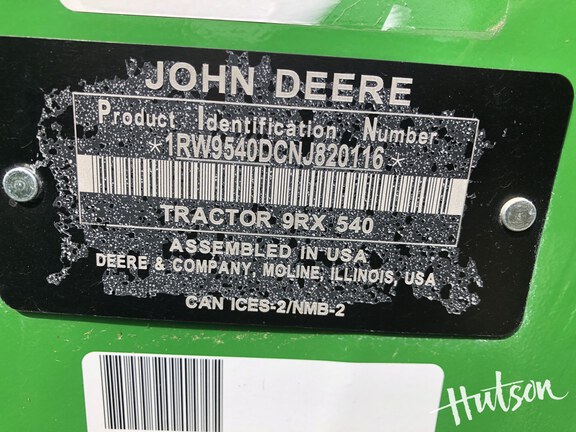 JOHN DEERE
Product Identification Number
*1RW9540DCNJ820116*
TRACTOR 9RX 540
ASSEMBLED IN USA
DEERE & COMPANY, MOLINE, ILLINOIS, USA
CAN ICES-2/NMB-2
Hutson